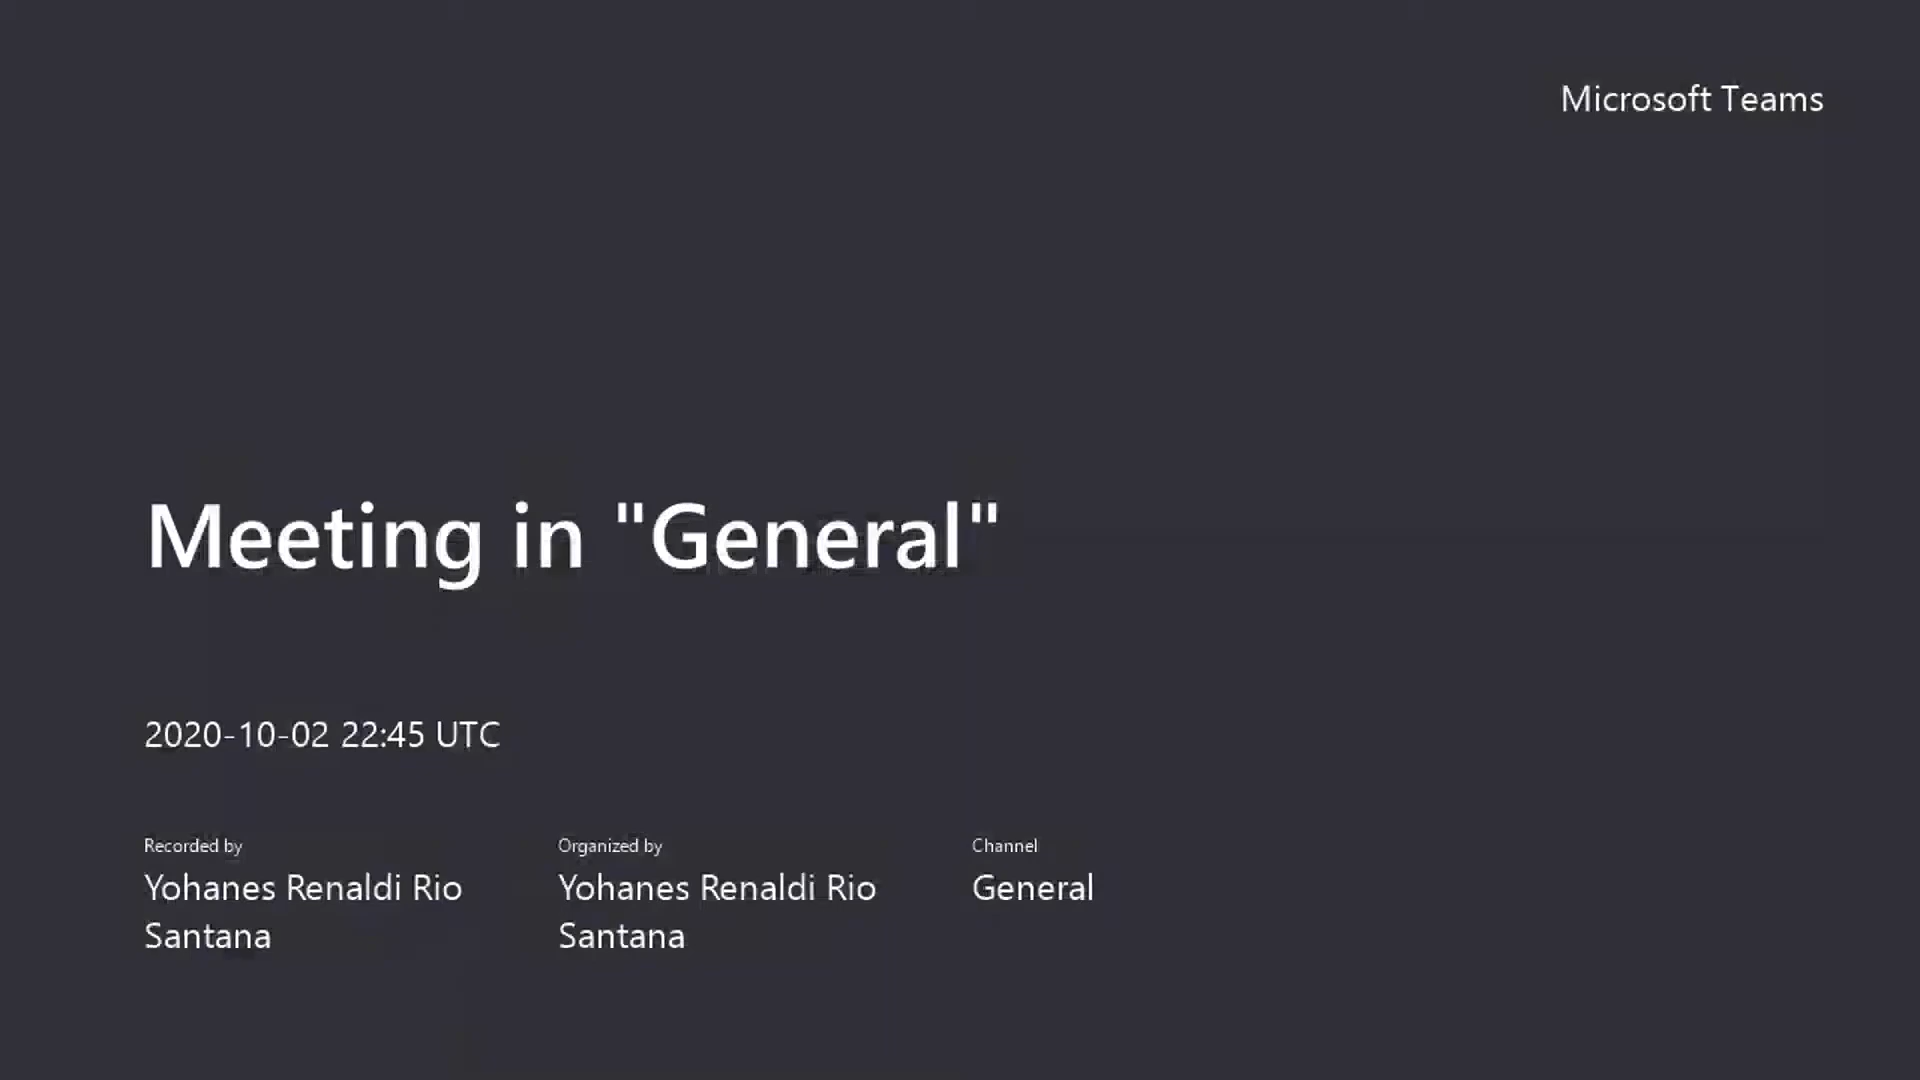 Microsoft Teams
Meeting in "General"
2020-10-02 22:45 UTC
Recorded by
Yohanes Renaldi Rio
Santana
Organized by
Yohanes Renaldi Rio
Santana
Channel
General